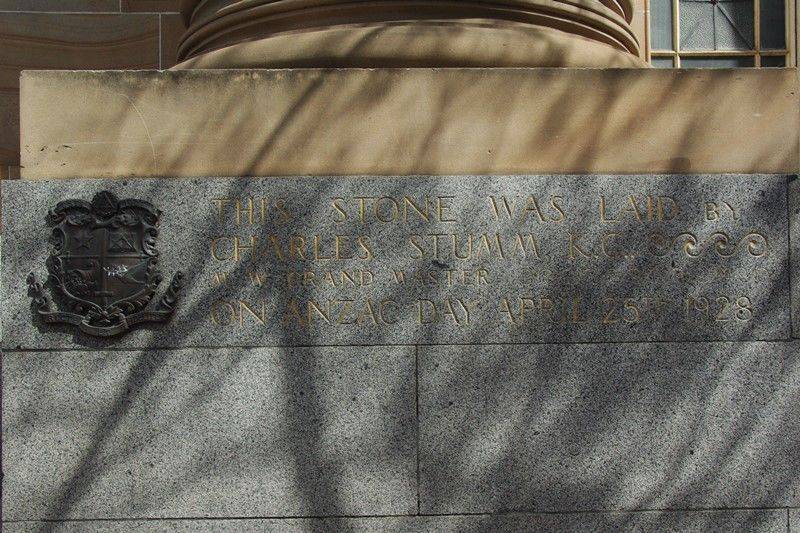 THIS STONE WAS LAID BY
CHARLES STUMM K.C.
M.W. GRAND MASTER
ON ANZAC DAY APRIL 25TH 1928